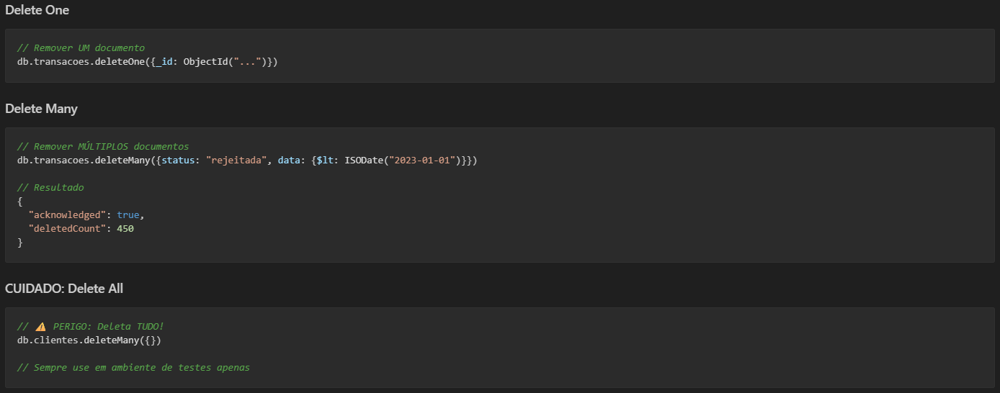 Delete One
// Remover UM documento
db.transacoes.deleteOne({_id: ObjectId("...")})
Delete Many
// Remover MÚLTIPLOS documentos
db.transacoes.deleteMany({status: "rejeitada", data: {$lt: ISODate("2023-01-01")}})
// Resultado
{
  "acknowledged": true,
  "deletedCount": 450
}
CUIDADO: Delete All
// ⚠️ PERIGO: Deleta TUDO!
db.clientes.deleteMany({})
// Sempre use em ambiente de testes apenas